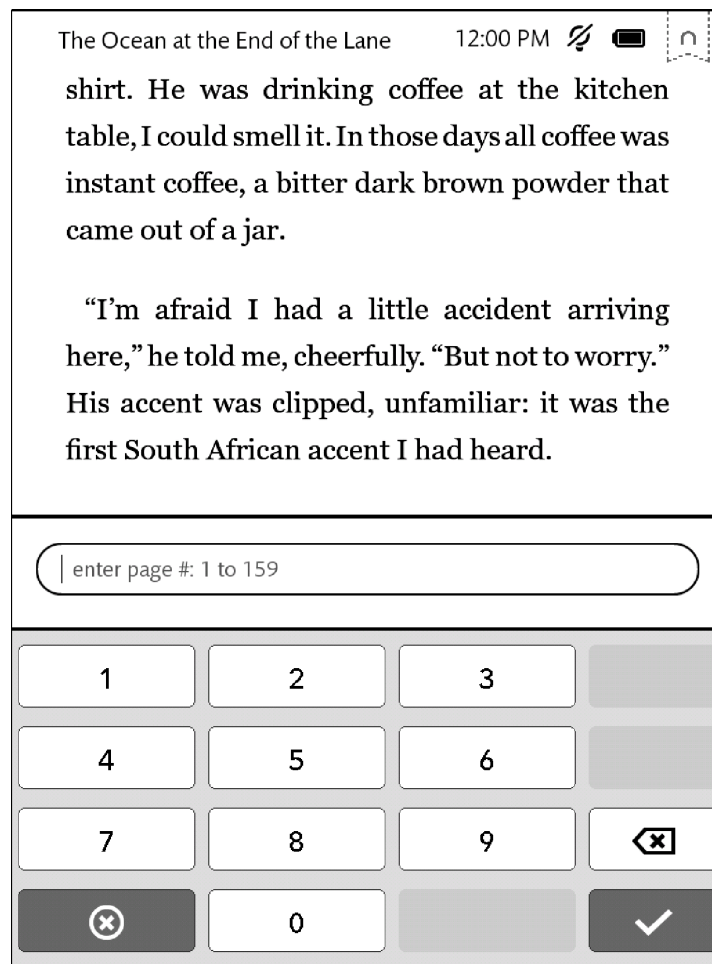 The Ocean at the End of the Lane 12:00 PM
shirt. He was drinking coffee at the kitchen
table, I could smell it. In those days all coffee was
instant coffee, a bitter dark brown powder that
came out of a jar.
“I’m afraid I had a little accident arriving
here,” he told me, cheerfully. “But not to worry.”
His accent was clipped, unfamiliar: it was the
first South African accent I had heard.
enter page #: 1 to 159
1 2 3
4 5 6
7 8 9
0